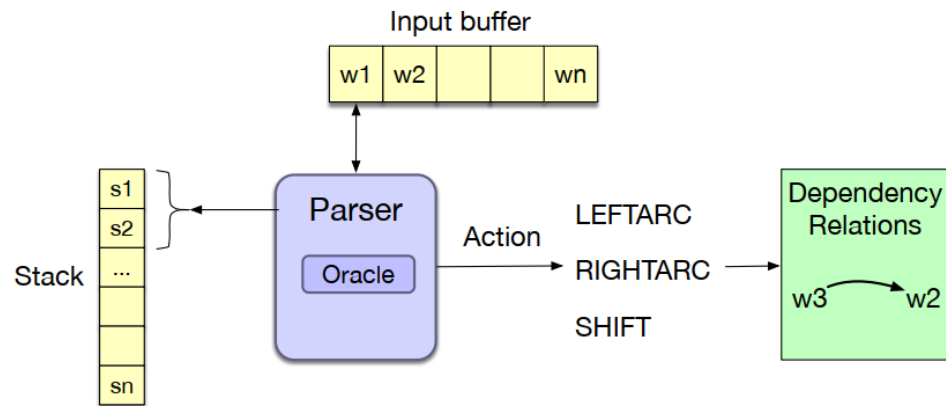 Input buffer
w1 w2 wn
s1
s2
...
sn
Stack
Parser
Oracle
Action
LEFTARC
RIGHTARC
SHIFT
Dependency
Relations
w3 w2